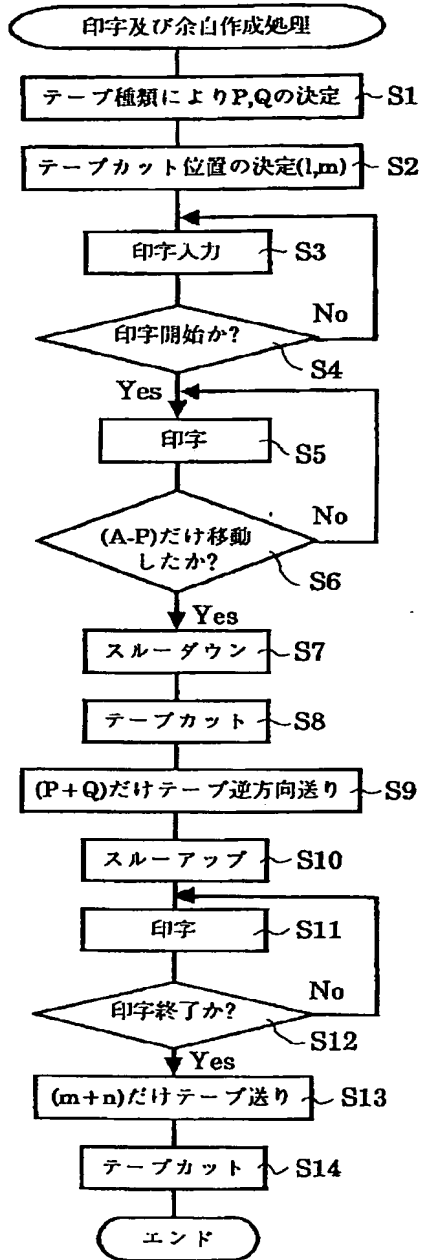 印字及び余白作成処理
テープ種類によりP,Qの決定 S1
テープカット位置の決定(l,m) S2
印字入力 S3
印字開始か? No
S4
Yes
印字 S5
(A-P)だけ移動
したか? No
S6
Yes
スルーダウン S7
テープカット S8
(P+Q)だけテープ逆方向送り S9
スルーアップ S10
印字 S11
印字終了か? No
S12
Yes
(m+n)だけテープ送り S13
テープカット S14
エンド